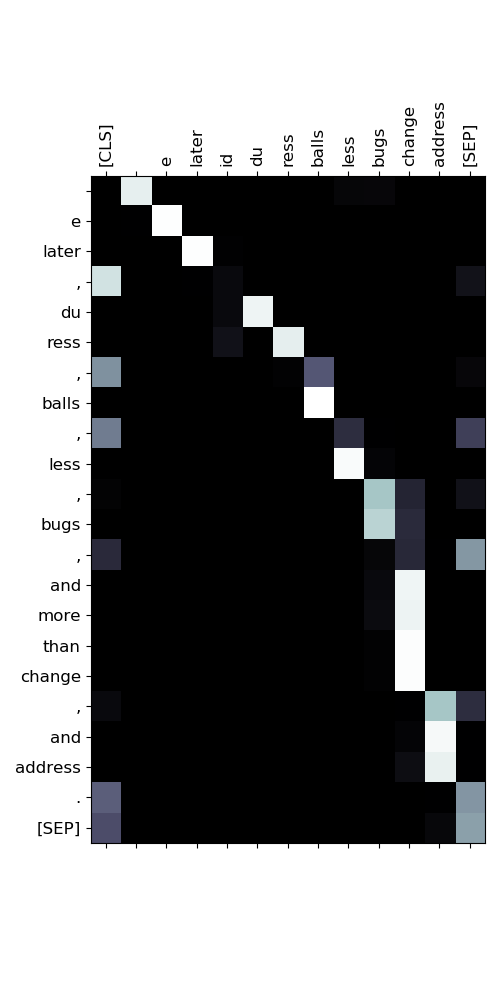 [CLS]
e
later
id
du
ress
balls
less
bugs
change
address
[SEP]
e
later
,
du
ress
,
balls
,
less
,
bugs
,
and
more
than
change
,
and
address
.
[SEP]